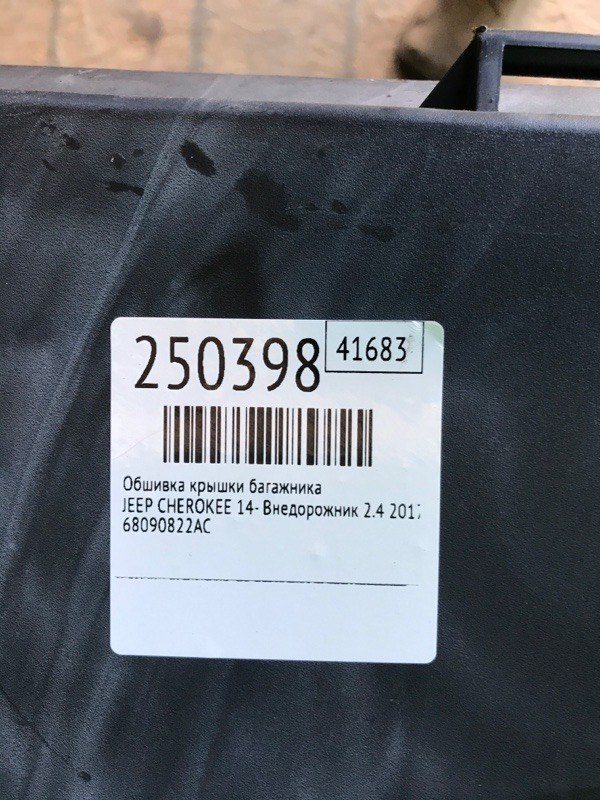 250398
41683
Обшивка крышки багажника
JEEP CHEROKEE 14- Внедорожник 2.4 2017
68090822AC